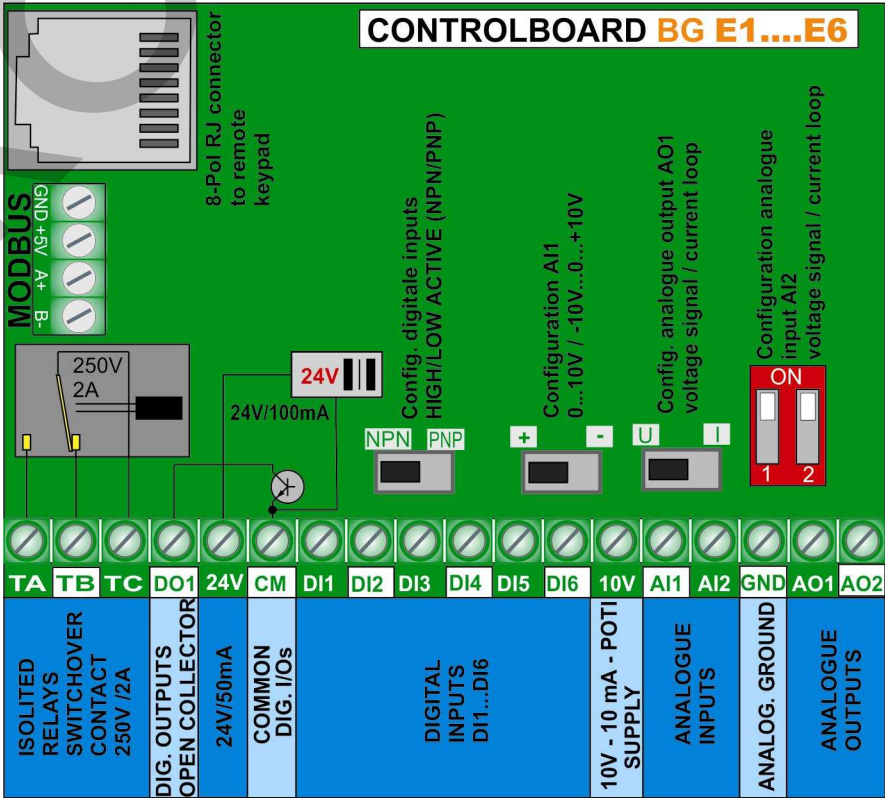 CONTROLBOARD BG E1....E6
8-Pol RJ connector
to remote
keypad
MODBUS
GND
+5V
A+
B-
250V
2A
24V
24V/100mA
Config. digitale inputs
HIGH/LOW ACTIVE (NPN/PNP)
NPN PNP
Configuration AI1
0...10V / -10V...0...+10V
+ -
Config. analogue output AO1
voltage signal / current loop
U I
Configuration analogue
input AI2
voltage signal / current loop
ON
1 2
TA TB TC DO1 24V CM DI1 DI2 DI3 DI4 DI5 DI6 10V AI1 AI2 GND AO1 AO2
ISOLITED
RELAYS
SWITCHOVER
CONTACT
250V /2A
DIG. OUTPUTS
OPEN COLLECTOR
24V/50mA
COMMON
DIG. I/Os
DIGITAL
INPUTS
DI1...DI6
10V - 10 mA - POTI
SUPPLY
ANALOGUE
INPUTS
ANALOG. GROUND
ANALOGUE
OUTPUTS